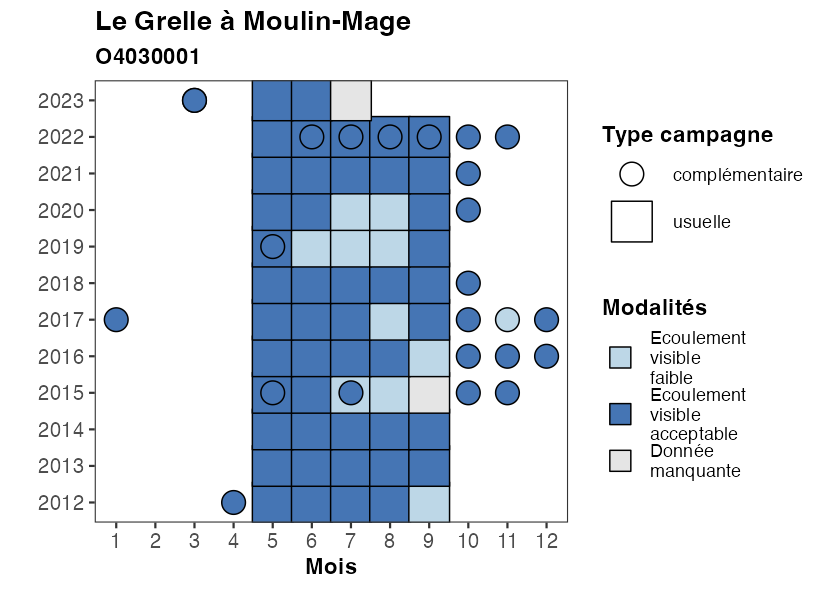 Le Grelle à Moulin-Mage
O4030001
2023
2022
2021
2020
2019
2018
2017
2016
2015
2014
2013
2012
1 2 3 4 5 6 7 8 9 10 11 12
Mois
Type campagne
complémentaire
usuelle
Modalités
Ecoulement
visible
faible
Ecoulement
visible
acceptable
Donnée
manquante